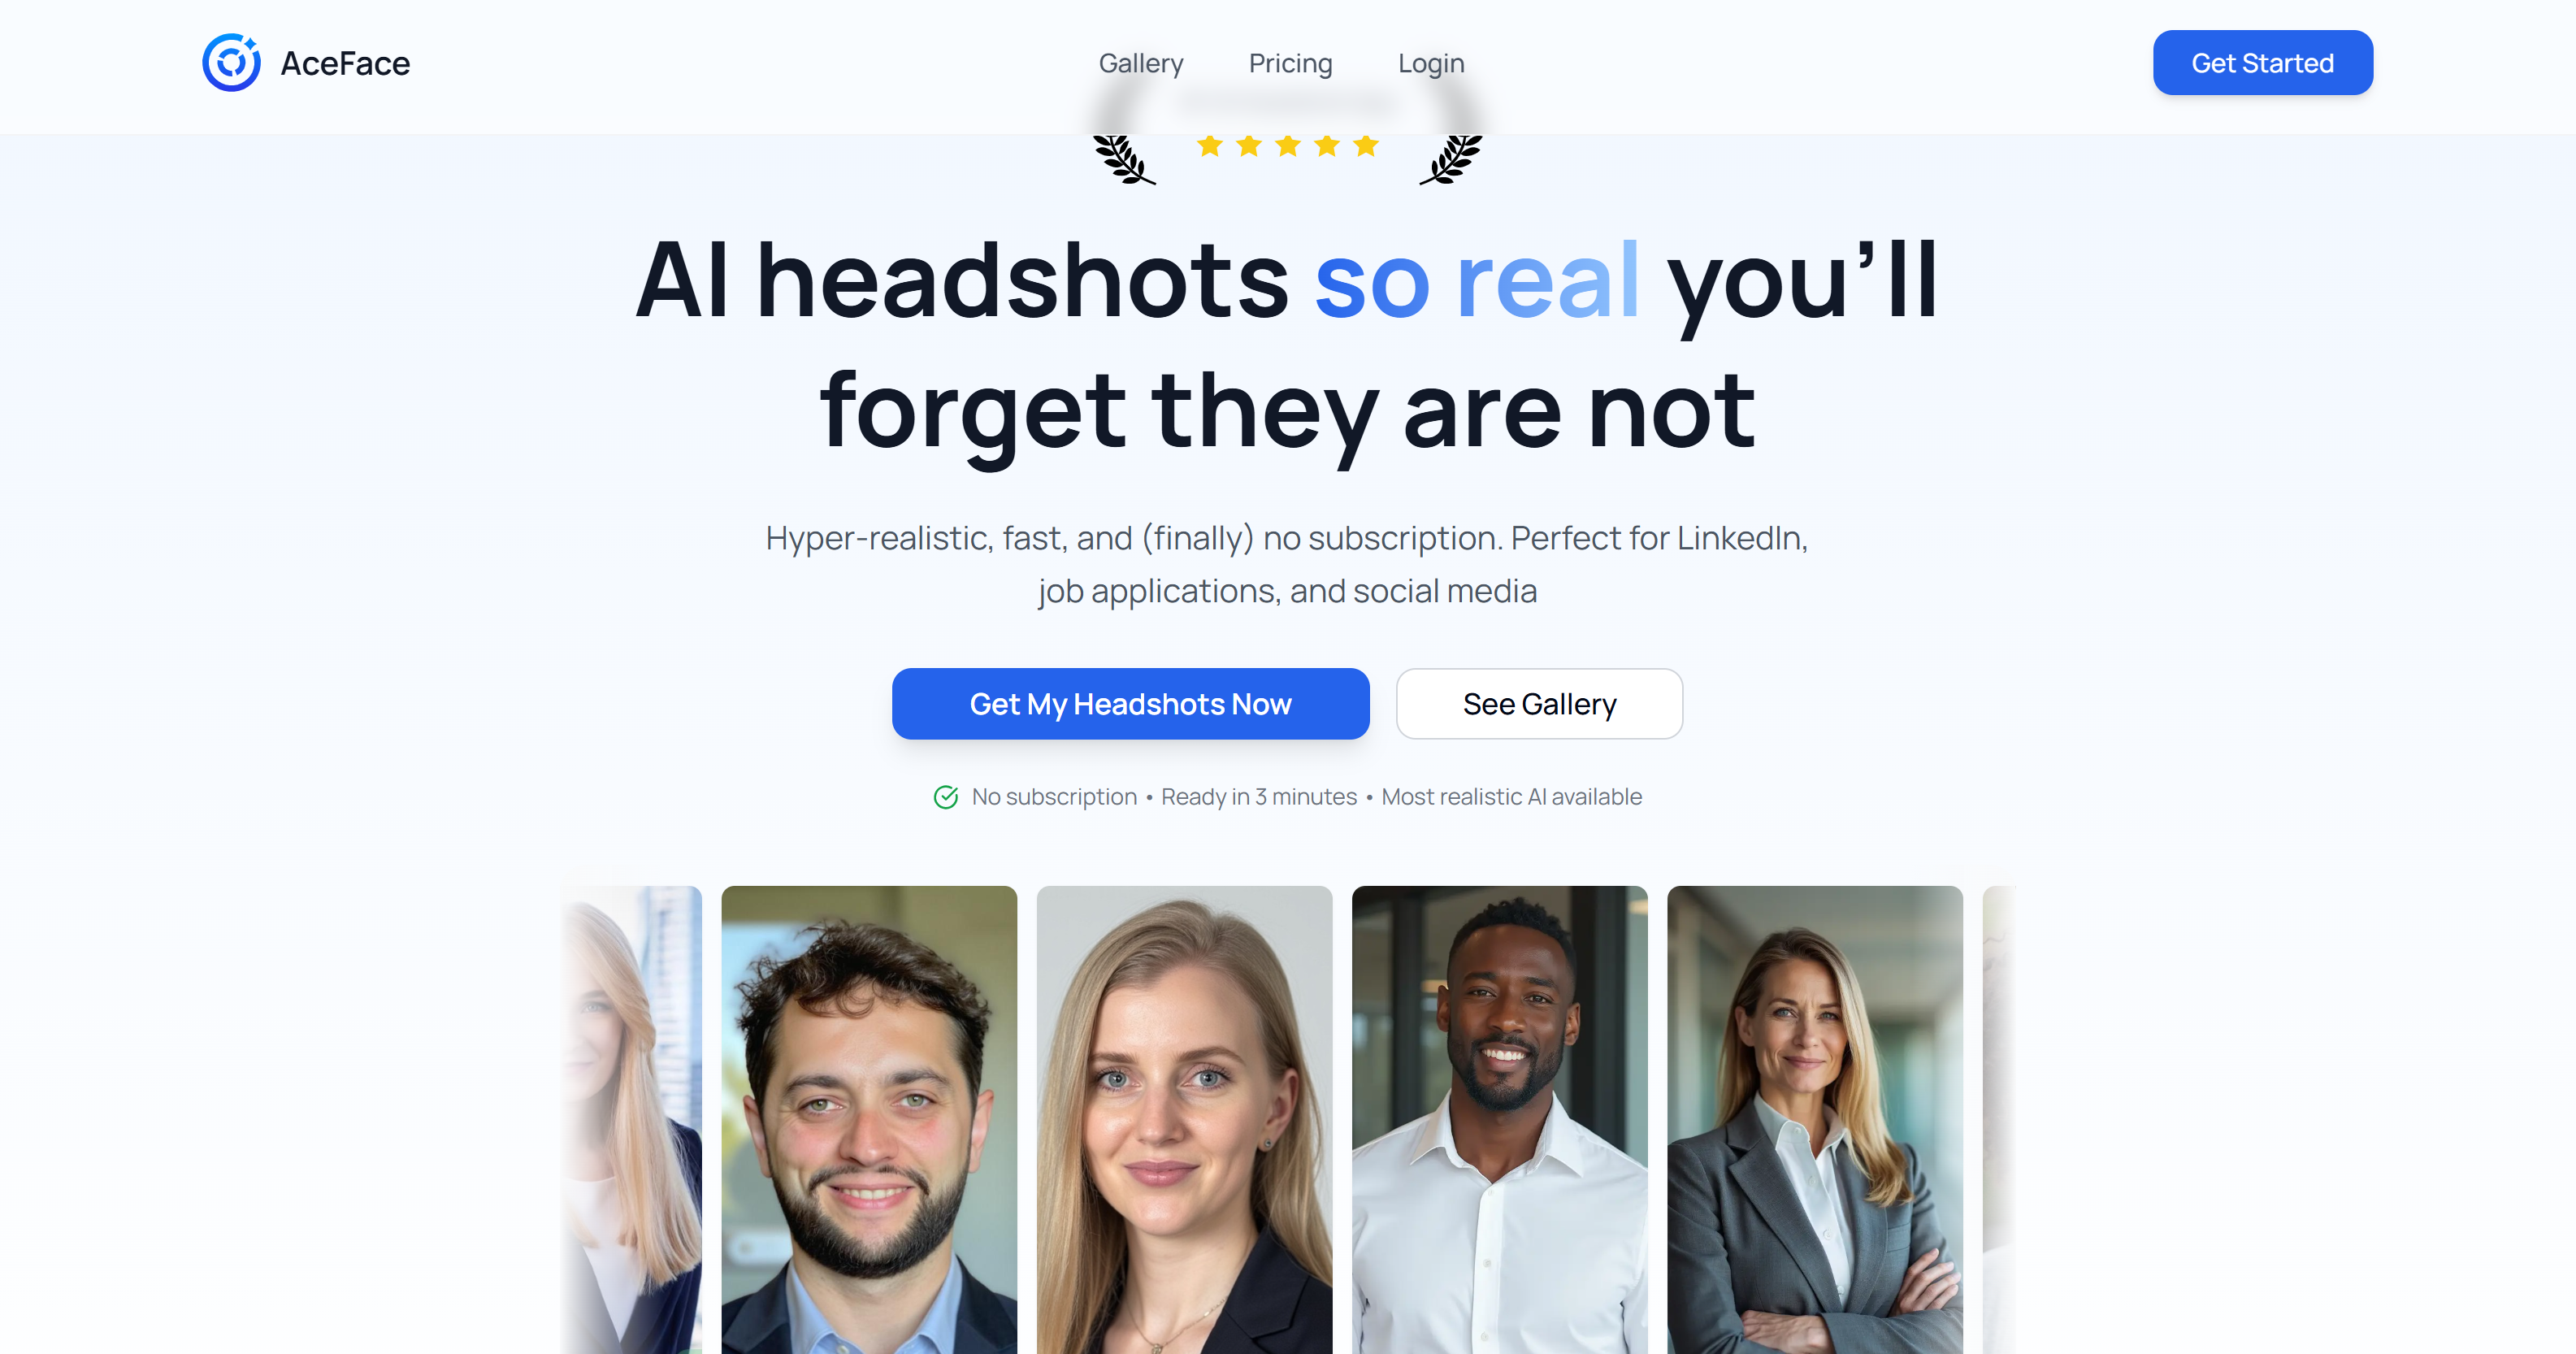 AceFace
Gallery
Pricing
Login
Get Started
AI headshots so real you’ll
forget they are not
Hyper-realistic, fast, and (finally) no subscription. Perfect for LinkedIn,
job applications, and social media
Get My Headshots Now
See Gallery
No subscription • Ready in 3 minutes • Most realistic AI available